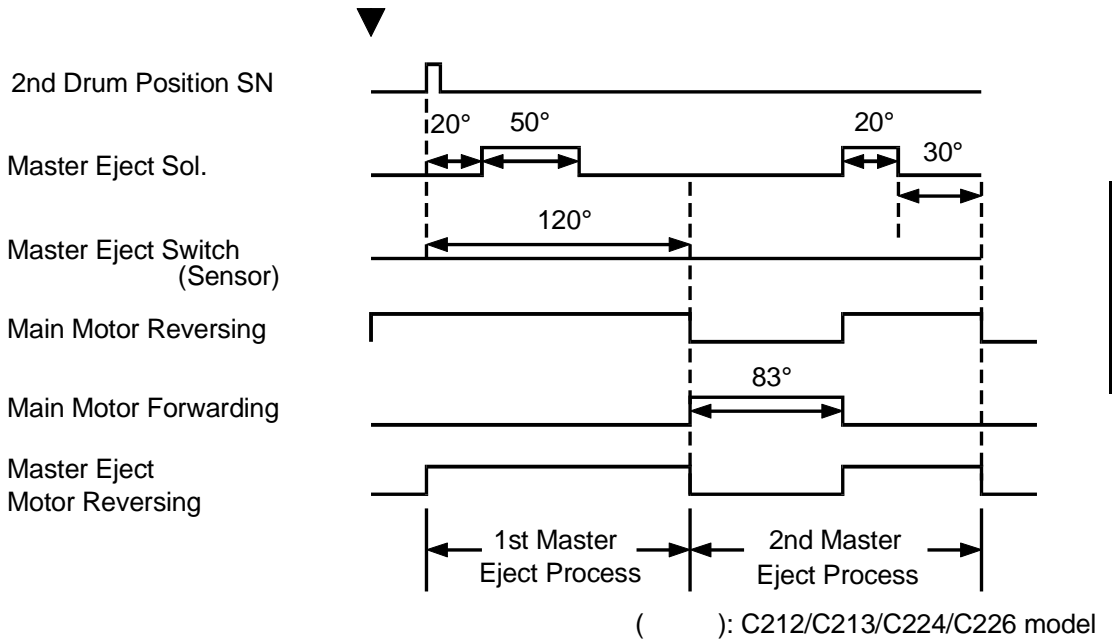 2nd Drum Position SN
20° 50° 20°
30°
Master Eject Sol.
120°
Master Eject Switch
(Sensor)
Main Motor Reversing
83°
Main Motor Forwarding
Master Eject
Motor Reversing
1st Master
Eject Process
2nd Master
Eject Process
( ): C212/C213/C224/C226 model